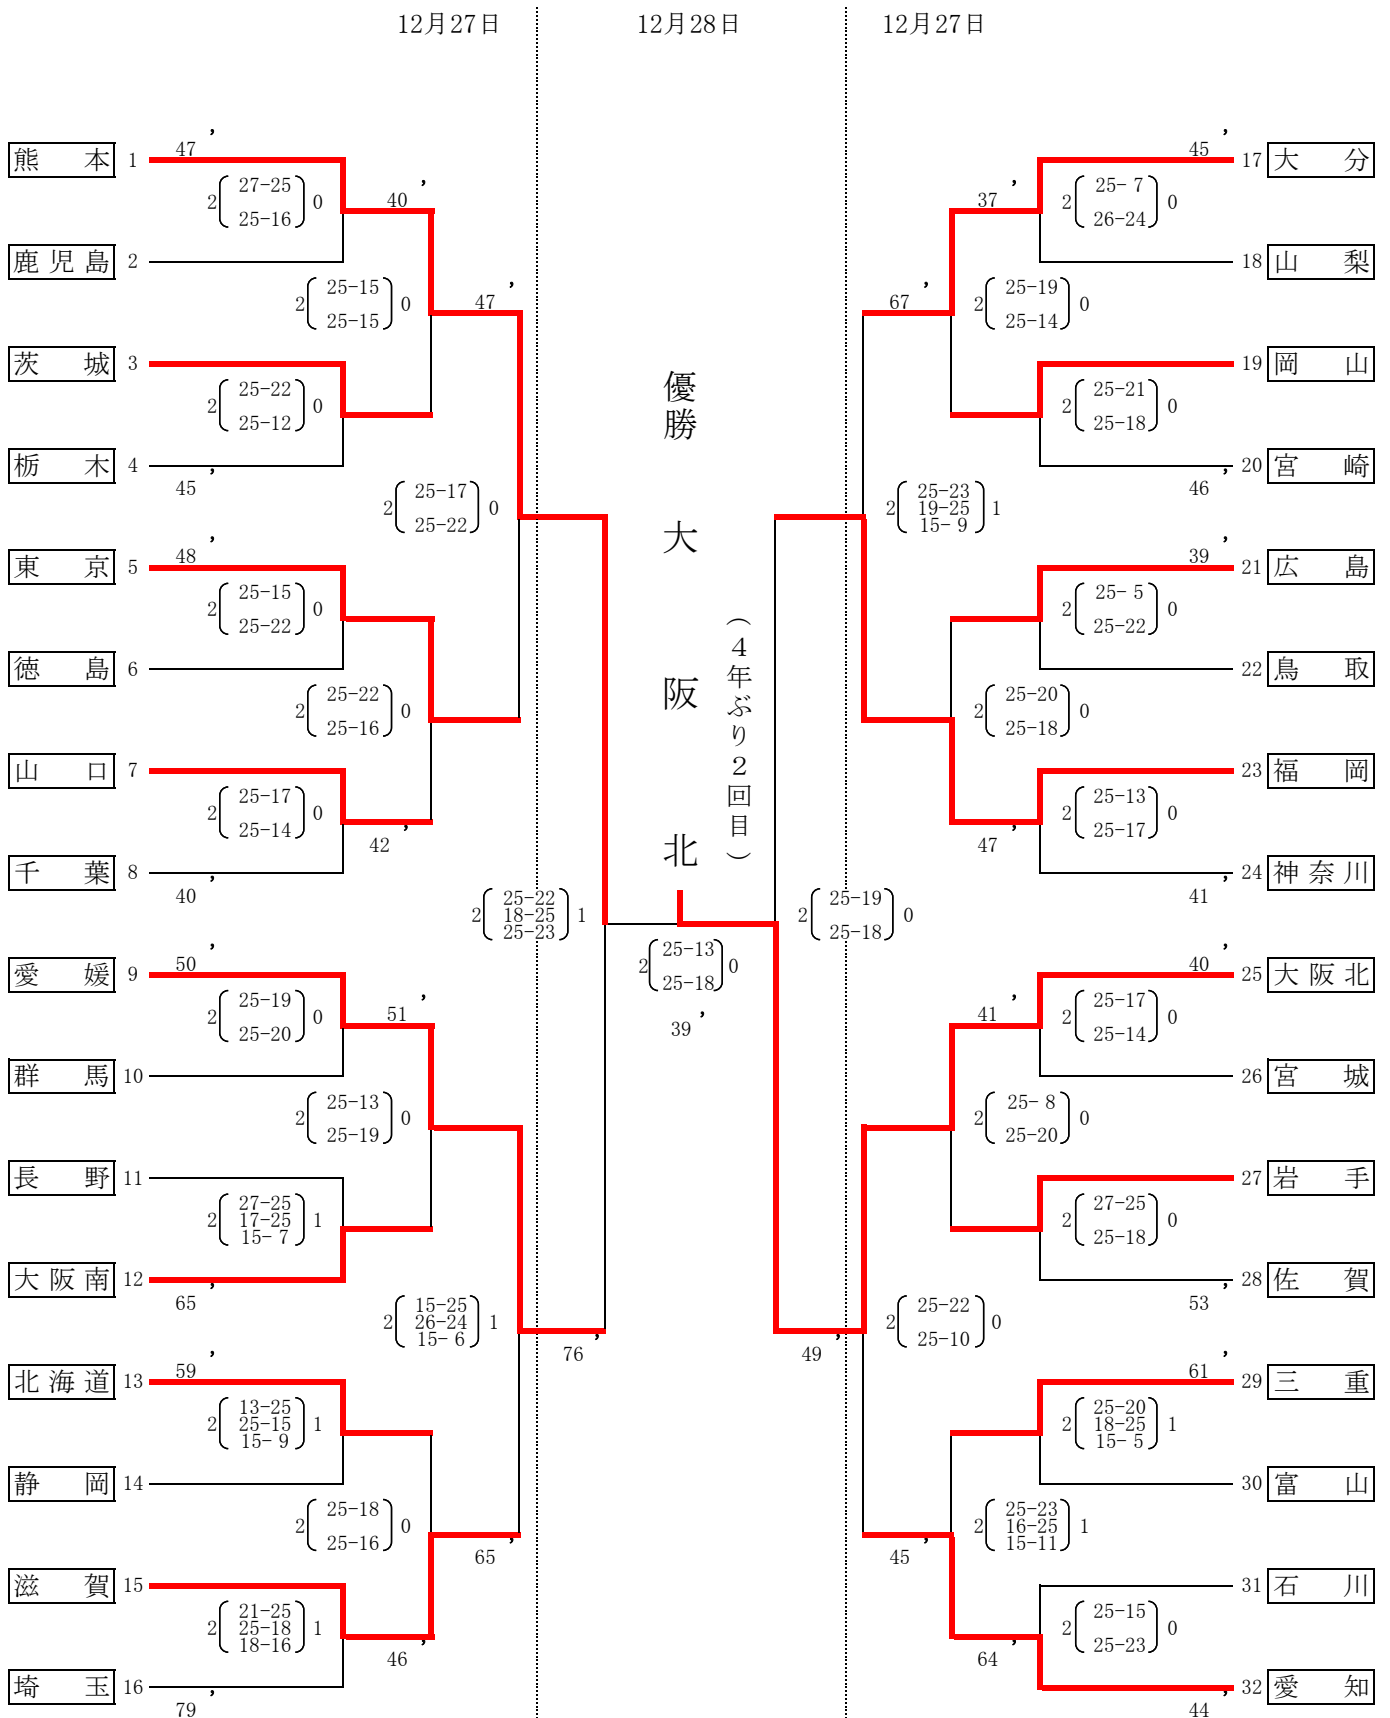 12月27日 12月28日 12月27日
熊本 1 47’
2 27-25 0
25-16
40’
鹿児島 2
2 25-15 0
25-15
47’
茨城 3
2 25-22 0
25-12
栃木 4
45’
2 25-17 0
25-22
東京 5 48’
2 25-15 0
25-22
徳島 6
2 25-22 0
25-16
山口 7
2 25-17 0
25-14
42’
千葉 8
40’
2 25-22 1
18-25
25-23
愛媛 9 50’
2 25-19 0
25-20
51’
群馬 10
2 25-13 0
25-19
長野 11
2 27-25 1
17-25
15- 7
大阪南 12
65’
2 15-25 1
26-24
15- 6
76’
北海道 13 59’
2 13-25 1
25-15
15- 9
静岡 14
2 25-18 0
25-16
65’
滋賀 15
2 21-25 1
25-18
18-16
46’
埼玉 16
79’
優勝
大阪北
（４年ぶり２回目）
2 25-13 0
25-18
39’
45’ 17 大分
37’
2 25- 7 0
26-24
18 山梨
67’
2 25-19 0
25-14
19 岡山
2 25-21 0
25-18
20 宮崎
46’
2 25-23 1
19-25
15- 9
39’ 21 広島
2 25- 5 0
25-22
22 鳥取
2 25-20 0
25-18
23 福岡
2 25-13 0
25-17
47’
24 神奈川
41’
2 25-19 0
25-18
40’ 25 大阪北
41’
2 25-17 0
25-14
26 宮城
2 25- 8 0
25-20
27 岩手
2 27-25 0
25-18
28 佐賀
53’
2 25-22 0
25-10
49’
61’ 29 三重
2 25-20 1
18-25
15- 5
30 富山
2 25-23 1
16-25
15-11
45’
31 石川
2 25-15 0
25-23
64’
32 愛知
44’